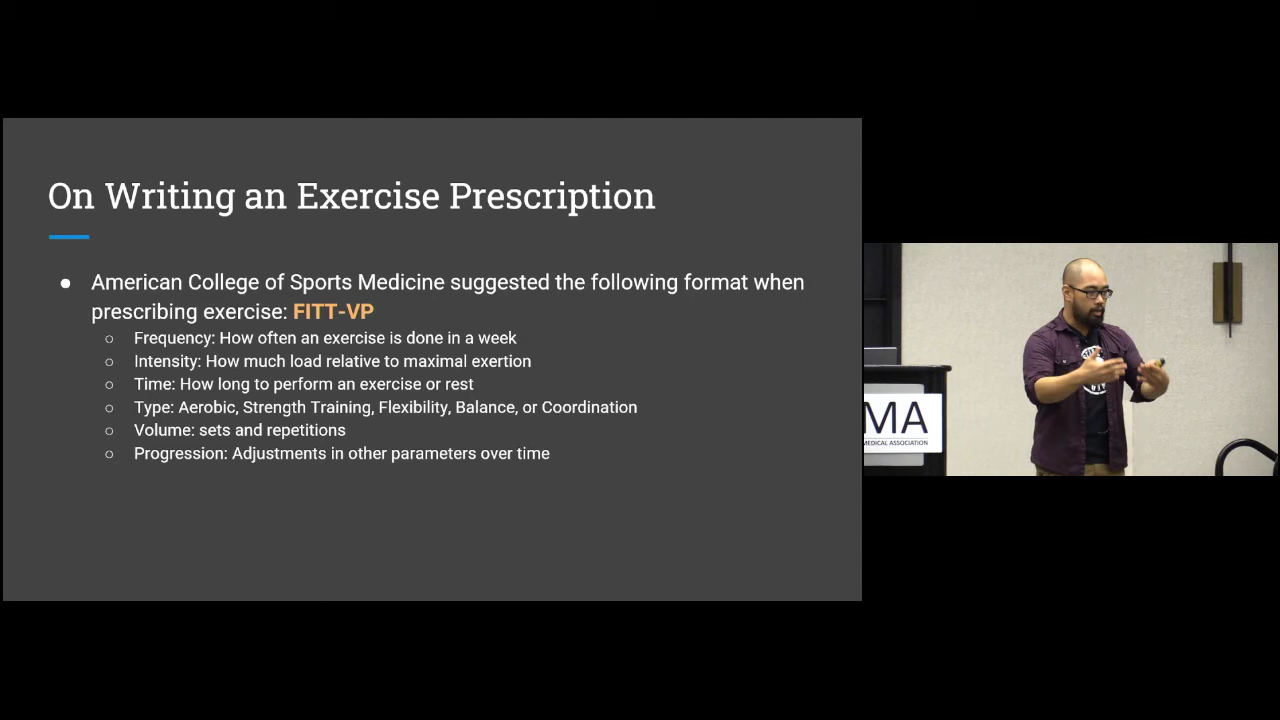 On Writing an Exercise Prescription
● American College of Sports Medicine suggested the following format when
prescribing exercise: FITT-VP
○ Frequency: How often an exercise is done in a week
○ Intensity: How much load relative to maximal exertion
○ Time: How long to perform an exercise or rest
○ Type: Aerobic, Strength Training, Flexibility, Balance, or Coordination
○ Volume: sets and repetitions
○ Progression: Adjustments in other parameters over time
MA
MEDICAL ASSOCIATION